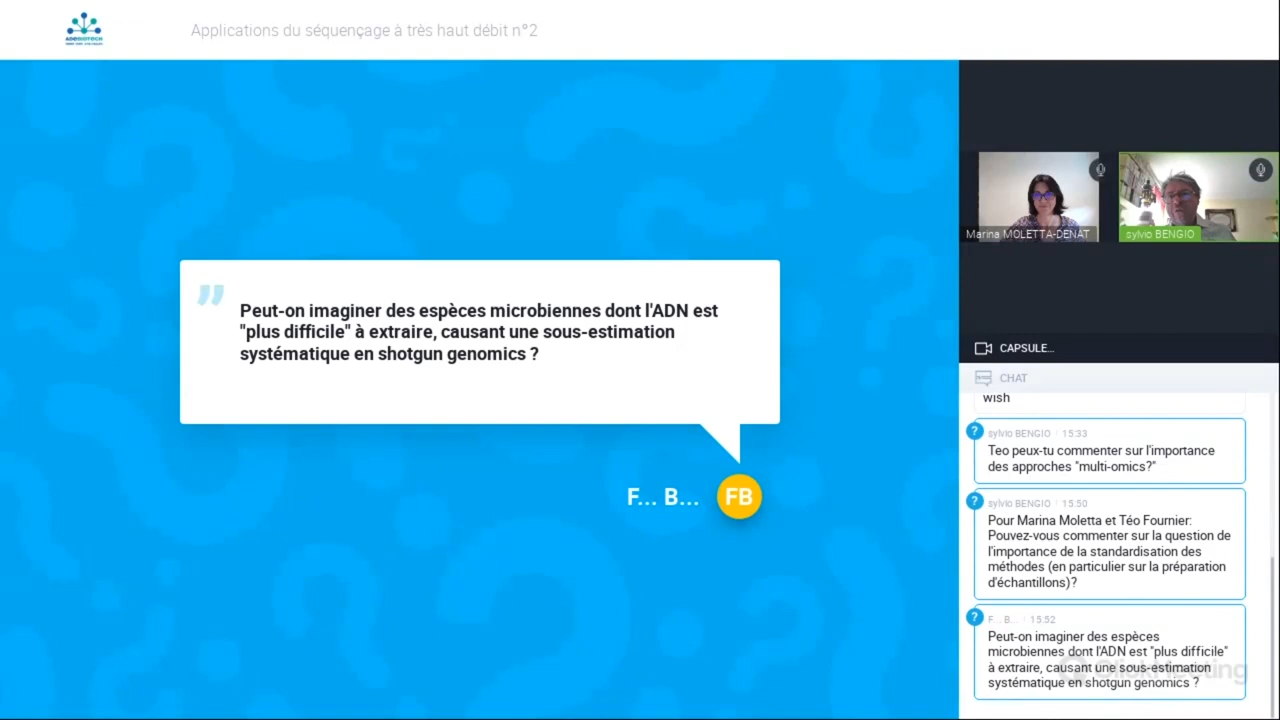 ADEBIOTECH
Applications du séquençage à très haut débit n°2
Peut-on imaginer des espèces microbiennes dont l'ADN est
"plus difficile" à extraire, causant une sous-estimation
systématique en shotgun genomics ?
F... B...
FB
Marina MOLETTA-DENAT
sylvio BENGIO
CAPSULE...
CHAT
wish
?
sylvio BENGIO 15:33
Teo peux-tu commenter sur l'importance
des approches "multi-omics?"
?
sylvio BENGIO 15:50
Pour Marina Moletta et Téo Fournier:
Pouvez-vous commenter sur la question de
l'importance de la standardisation des
méthodes (en particulier sur la préparation
d'échantillons)?
?
F... B... 15:52
Peut-on imaginer des espèces
microbiennes dont l'ADN est "plus difficile"
à extraire, causant une sous-estimation
systématique en shotgun genomics ?
ClickMeeting